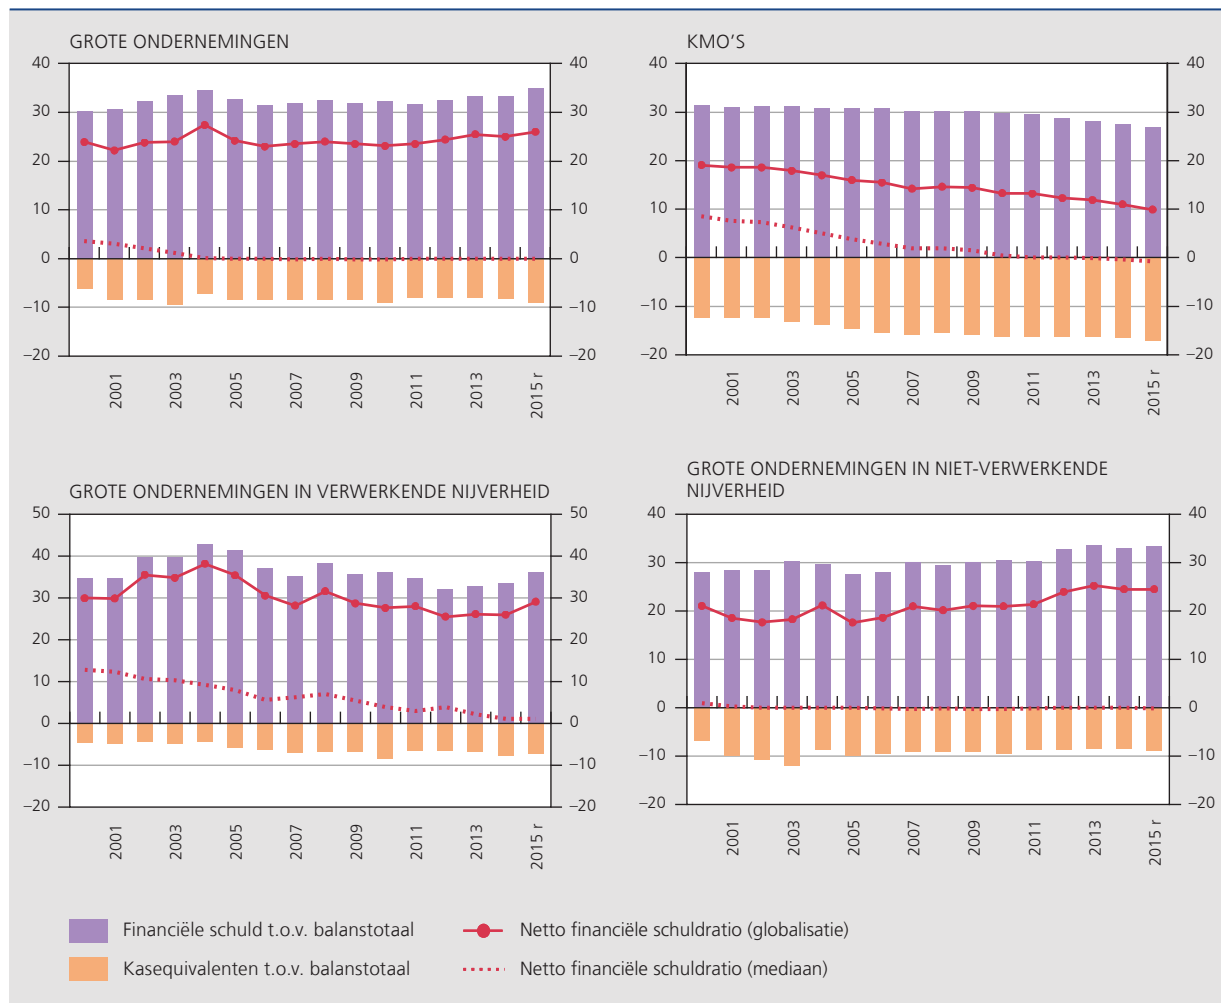 GROTE ONDERNEMINGEN
40 40
30 30
20 20
10 10
0 0
–10 –10
–20 –20
2001 2003 2005 2007 2009 2011 2013 2015 r
KMO'S
40 40
30 30
20 20
10 10
0 0
–10 –10
–20 –20
2001 2003 2005 2007 2009 2011 2013 2015 r
GROTE ONDERNEMINGEN IN VERWERKENDE NIJVERHEID
50 50
40 40
30 30
20 20
10 10
0 0
–10 –10
–20 –20
2001 2003 2005 2007 2009 2011 2013 2015 r
GROTE ONDERNEMINGEN IN NIET-VERWERKENDE
NIJVERHEID
40 40
30 30
20 20
10 10
0 0
–10 –10
–20 –20
2001 2003 2005 2007 2009 2011 2013 2015 r
Financiële schuld t.o.v. balanstotaal
Netto financiële schuldratio (globalisatie)
Kasequivalenten t.o.v. balanstotaal
Netto financiële schuldratio (mediaan)